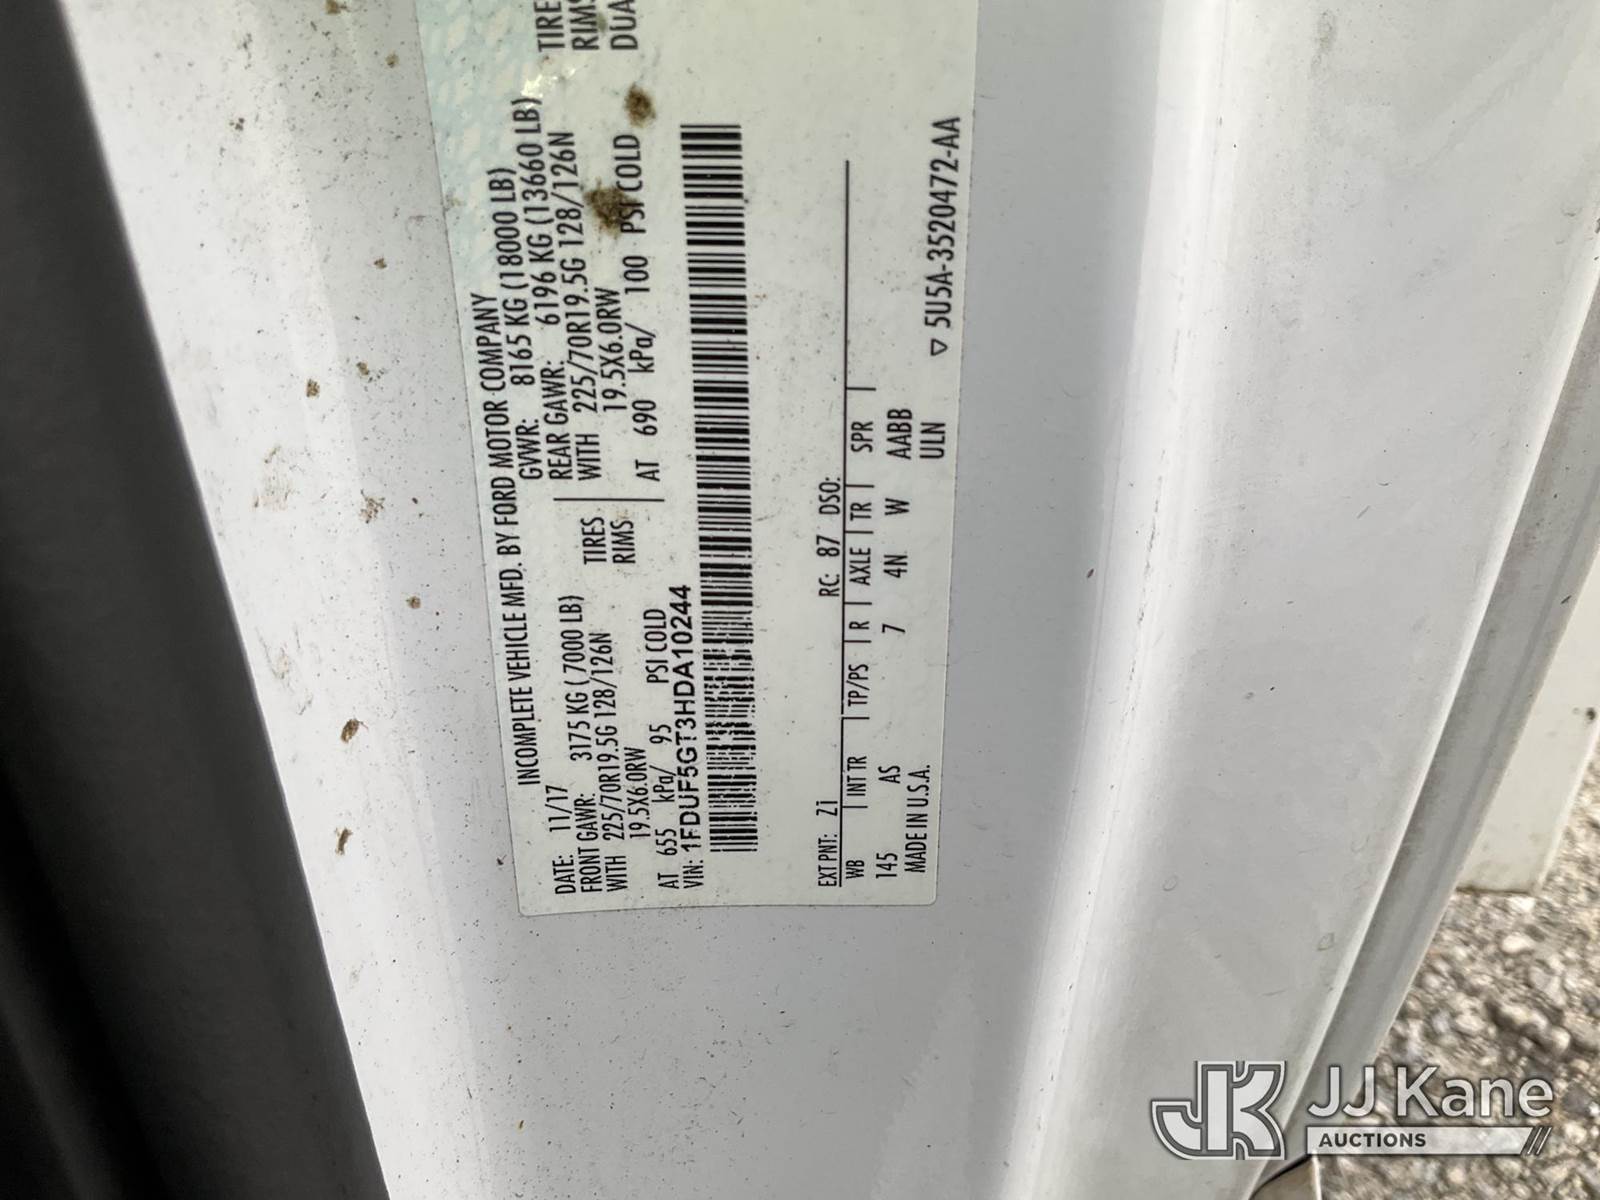 INCOMPLETE VEHICLE MFD. BY FORD MOTOR COMPANY
DATE: 11/17 GVWR: 8165 KG (18000 LB)
FRONT GAWR: 3175 KG ( 7000 LB) REAR GAWR: 6196 KG (13660 LB)
WITH 225/70R19.5G 128/126N TIRES WITH 225/70R19.5G 128/126N TIRE
19.5X6.0RW RIMS 19.5X6.0RW RIMS
AT 655 kPa/ 95 PSI COLD AT 690 kPa/ 100 PSI COLD DUA
VIN: 1FDUF5GT3HDA10244
EXT PNT: Z1 RC: 87 DSO:
WB INT TR TP/PS R AXLE TR SPR
145 AS 7 4N W AABB
MADE IN U.S.A. ULN
5U5A-3520472-AA
JK JJ Kane
AUCTIONS